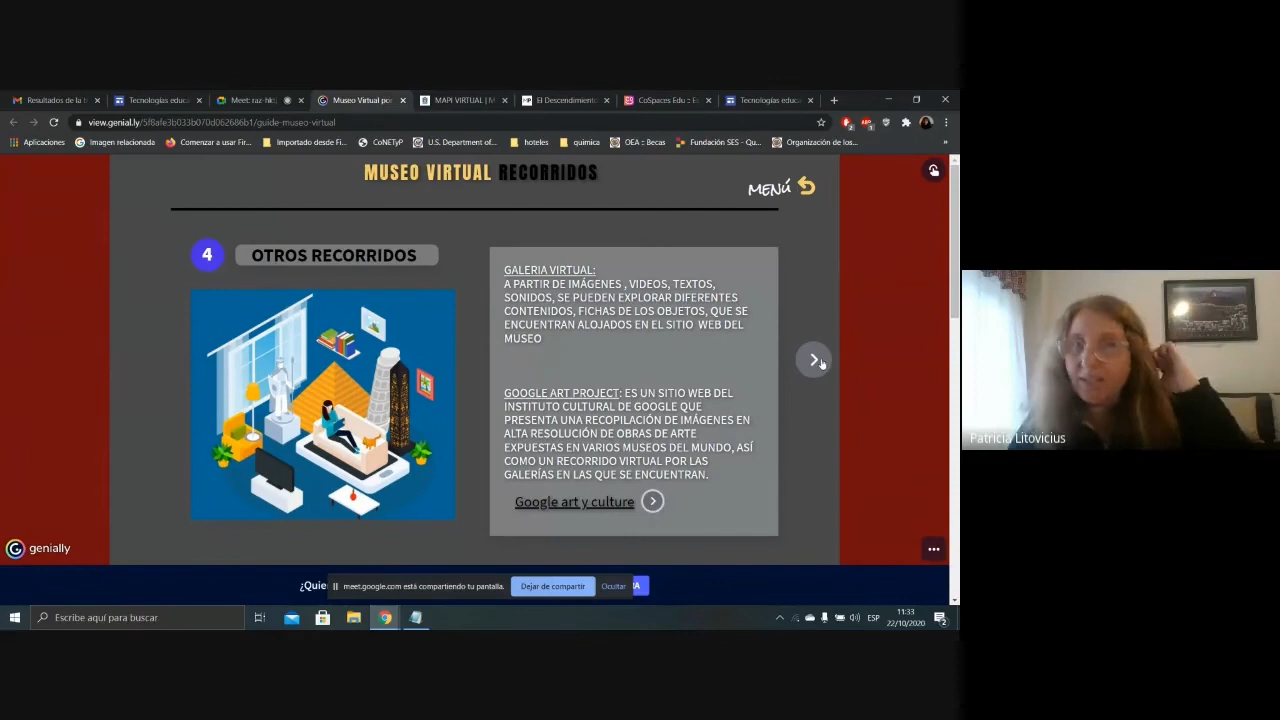 Resultados de la b
Tecnologías educa
Meet: raz-hktj
Museo Virtual por
MAPI VIRTUAL | M
El Descendimiento
CoSpaces Edu :: E
Tecnologías educa
view.genial.ly/5f8afe3b033b070d062686b1/guide-museo-virtual
Aplicaciones
Imagen relacionada
Comenzar a usar Fir...
Importado desde Fi...
CoNETyP
U.S. Department of...
hoteles
quimica
OEA :: Becas
Fundación SES - Qu...
Organización de los...
MUSEO VIRTUAL RECORRIDOS
MENÚ
4
OTROS RECORRIDOS
GALERIA VIRTUAL:
A PARTIR DE IMÁGENES , VIDEOS, TEXTOS,
SONIDOS, SE PUEDEN EXPLORAR DIFERENTES
CONTENIDOS, FICHAS DE LOS OBJETOS, QUE SE
ENCUENTRAN ALOJADOS EN EL SITIO WEB DEL
MUSEO
GOOGLE ART PROJECT: ES UN SITIO WEB DEL
INSTITUTO CULTURAL DE GOOGLE QUE
PRESENTA UNA RECOPILACIÓN DE IMÁGENES EN
ALTA RESOLUCIÓN DE OBRAS DE ARTE
EXPUESTAS EN VARIOS MUSEOS DEL MUNDO, ASÍ
COMO UN RECORRIDO VIRTUAL POR LAS
GALERÍAS EN LAS QUE SE ENCUENTRAN.
Google art y culture
Patricia Litovicius
genially
¿Quie
meet.google.com está compartiendo tu pantalla.
Dejar de compartir
Ocultar
A
Escribe aquí para buscar
ESP
11:33
22/10/2020
2